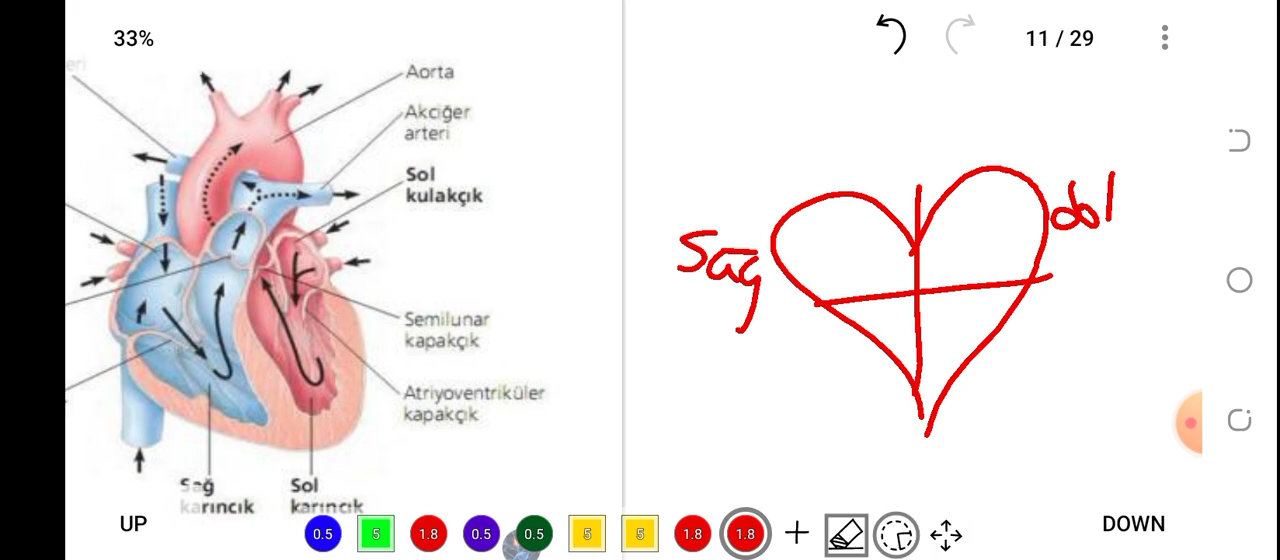 33%
11 / 29
eri
Aorta
Akciğer
arteri
Sol
kulakçık
Semilunar
kapakçık
Atriyoventriküler
kapakçık
Sağ
karıncık
Sol
karıncık
Sağ
sol
UP
0.5
5
1.8
0.5
0.5
5
5
1.8
1.8
DOWN